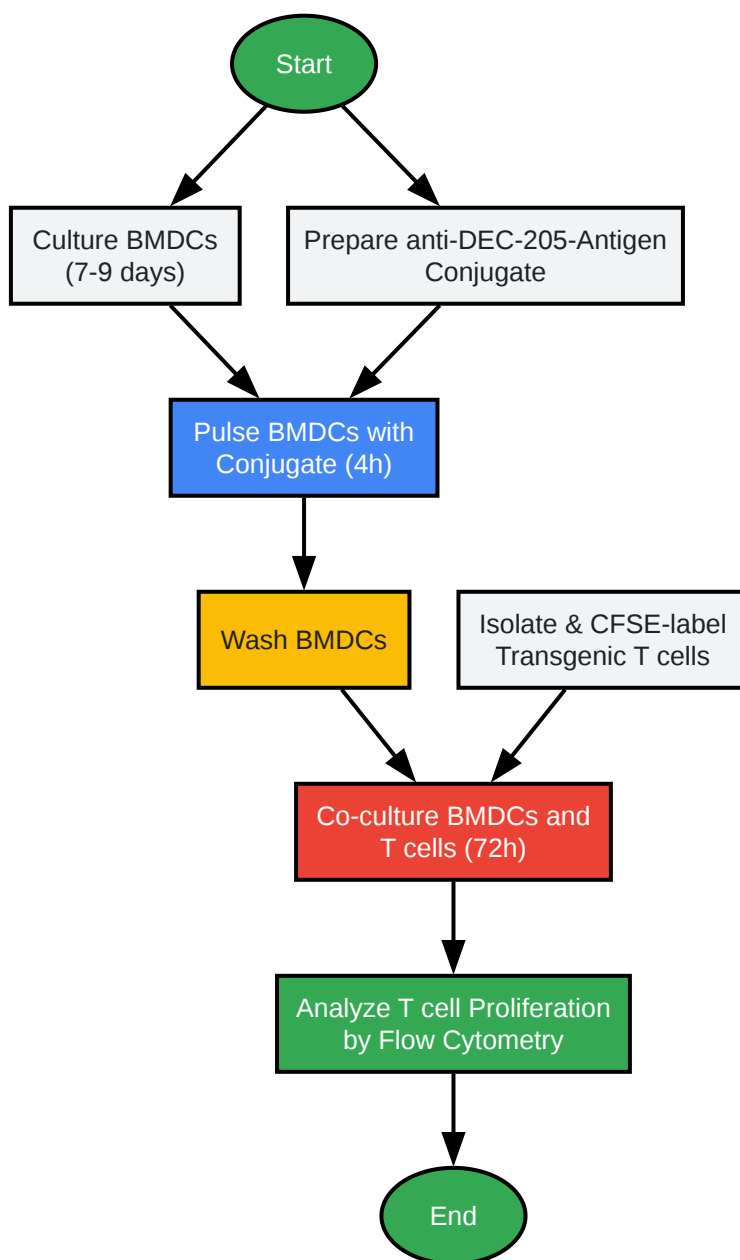 Start
Culture BMDCs
(7-9 days)
Prepare anti-DEC-205-Antigen
Conjugate
Pulse BMDCs with
Conjugate (4h)
Wash BMDCs
Isolate & CFSE-label
Transgenic T cells
Co-culture BMDCs and
T cells (72h)
Analyze T cell Proliferation
by Flow Cytometry
End